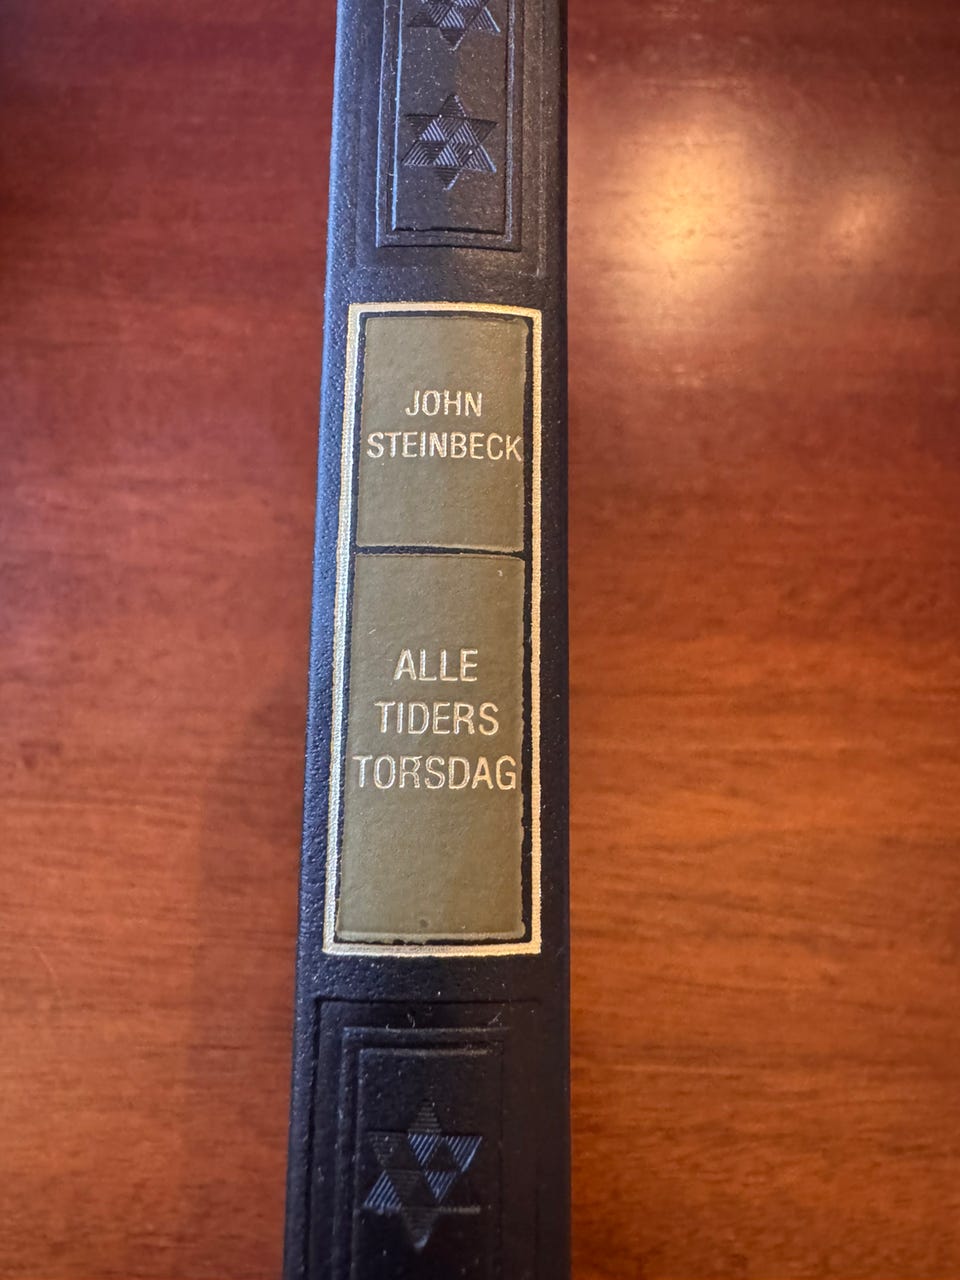 JOHN
STEINBECK
ALLE
TIDERS
TORSDAG